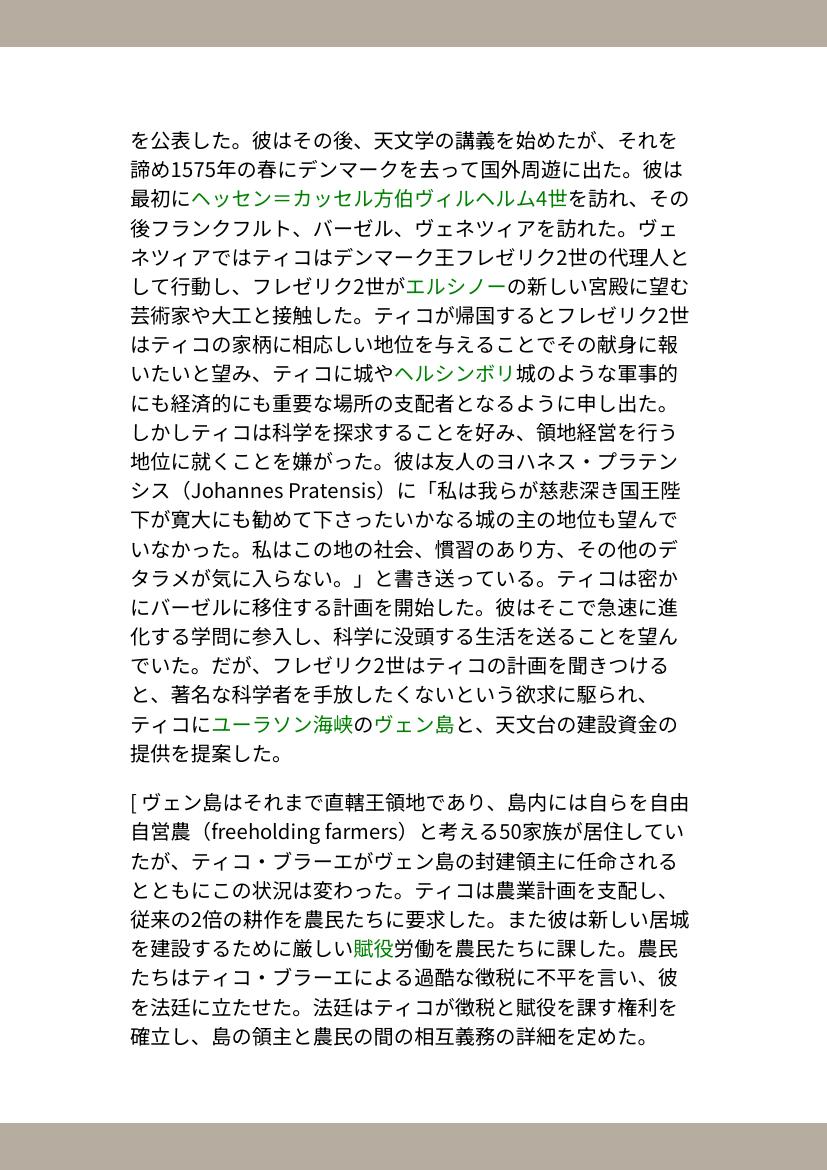 を公表した。彼はその後、天文学の講義を始めたが、それを
諦め1575年の春にデンマークを去って国外周遊に出た。彼は
最初にヘッセン＝カッセル方伯ヴィルヘルム4世を訪れ、その
後フランクフルト、バーゼル、ヴェネツィアを訪れた。ヴェ
ネツィアではティコはデンマーク王フレゼリク2世の代理人と
して行動し、フレゼリク2世がエルシノーの新しい宮殿に望む
芸術家や大工と接触した。ティコが帰国するとフレゼリク2世
はティコの家柄に相応しい地位を与えることでその献身に報
いたいと望み、ティコに城やヘルシンボリ城のような軍事的
にも経済的にも重要な場所の支配者となるように申し出た。
しかしティコは科学を探求することを好み、領地経営を行う
地位に就くことを嫌がった。彼は友人のヨハネス・プラテン
シス（Johannes Pratensis）に「私は我らが慈悲深き国王陛
下が寛大にも勧めて下さったいかなる城の主の地位も望んで
いなかった。私はこの地の社会、慣習のあり方、その他のデ
タラメが気に入らない。」と書き送っている。ティコは密か
にバーゼルに移住する計画を開始した。彼はそこで急速に進
化する学問に参入し、科学に没頭する生活を送ることを望ん
でいた。だが、フレゼリク2世はティコの計画を聞きつける
と、著名な科学者を手放したくないという欲求に駆られ、
ティコにユーラソン海峡のヴェン島と、天文台の建設資金の
提供を提案した。
[ ヴェン島はそれまで直轄王領地であり、島内には自らを自由
自営農（freeholding farmers）と考える50家族が居住してい
たが、ティコ・ブラーエがヴェン島の封建領主に任命される
とともにこの状況は変わった。ティコは農業計画を支配し、
従来の2倍の耕作を農民たちに要求した。また彼は新しい居城
を建設するために厳しい賦役労働を農民たちに課した。農民
たちはティコ・ブラーエによる過酷な徴税に不平を言い、彼
を法廷に立たせた。法廷はティコが徴税と賦役を課す権利を
確立し、島の領主と農民の間の相互義務の詳細を定めた。